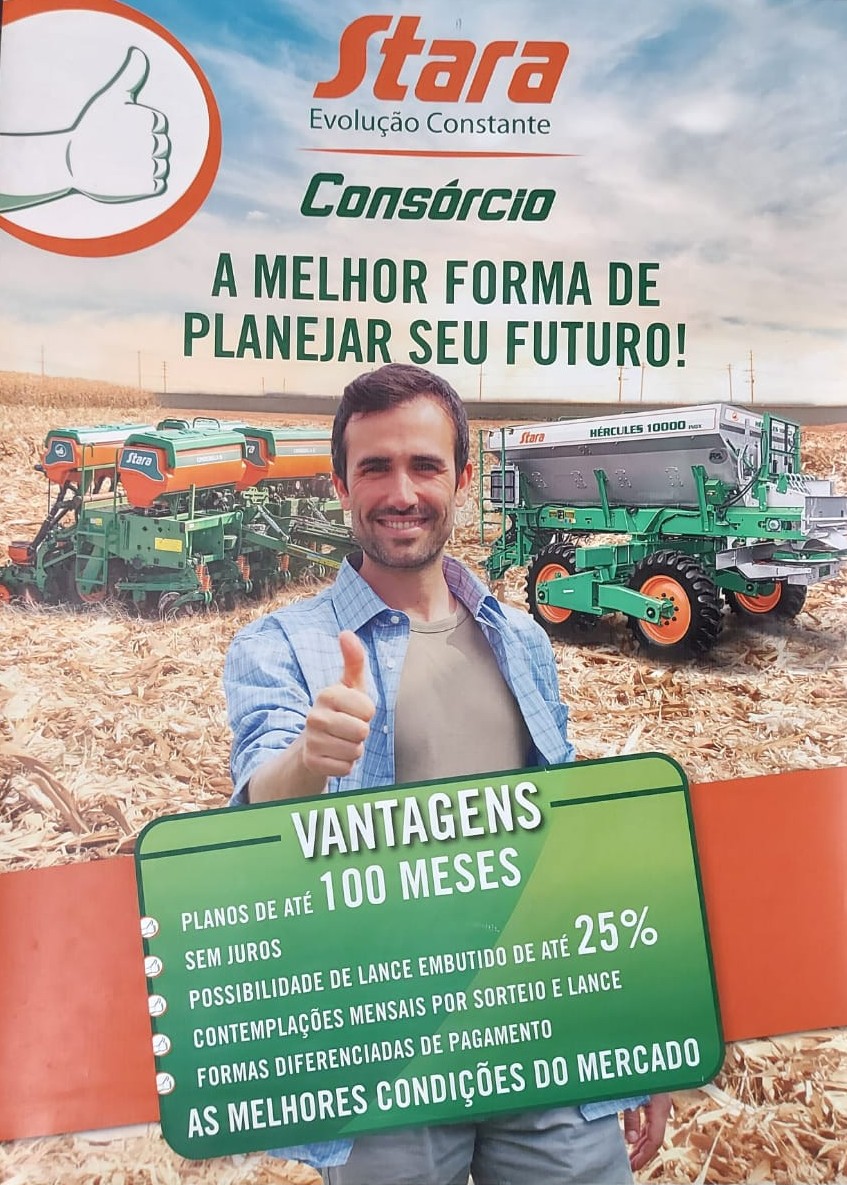 Stara
Evolução Constante
Consórcio
A MELHOR FORMA DE
PLANEJAR SEU FUTURO!
Stara
Stara
HÉRCULES 10000 INOX
VANTAGENS
PLANOS DE ATÉ 100 MESES
SEM JUROS
POSSIBILIDADE DE LANCE EMBUTIDO DE ATÉ 25%
CONTEMPLAÇÕES MENSAIS POR SORTEIO E LANCE
FORMAS DIFERENCIADAS DE PAGAMENTO
AS MELHORES CONDIÇÕES DO MERCADO